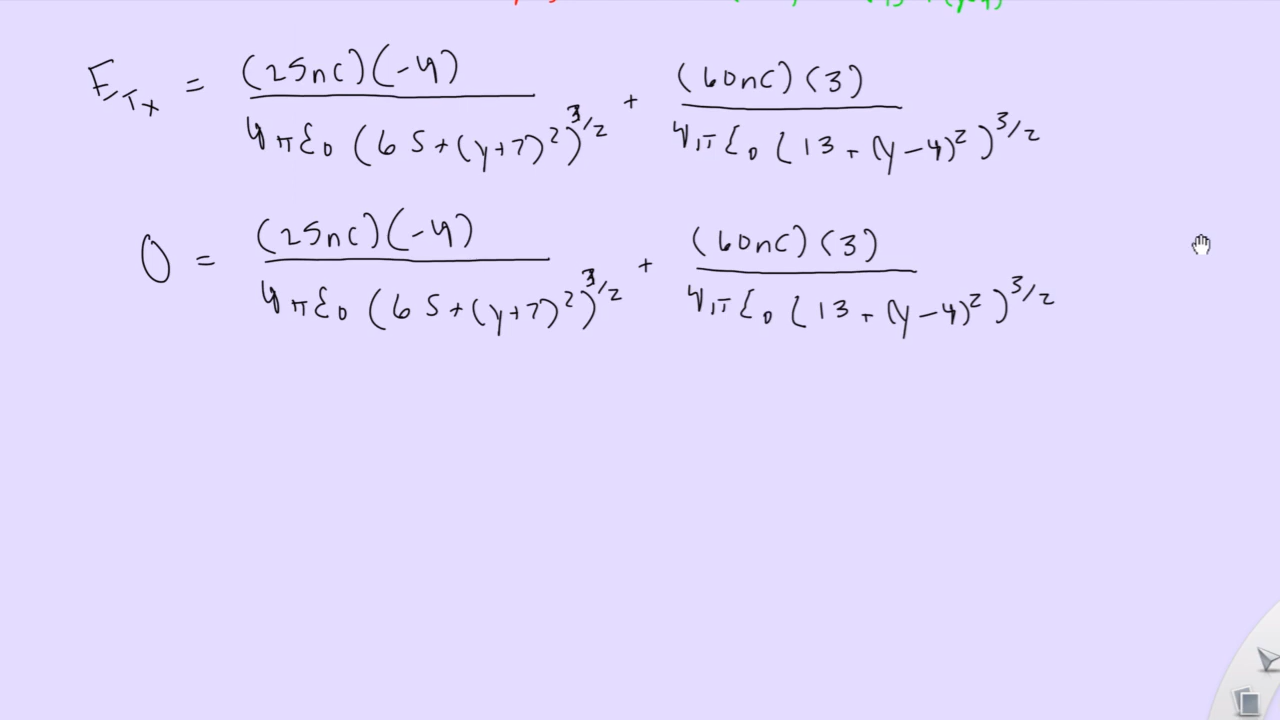 E_Tx = (25nC)(-4) / 4πε₀(65+(y+7)²)^3/2 + (60nC)(3) / 4πε₀(13+(y-4)²)^3/2
0 = (25nC)(-4) / 4πε₀(65+(y+7)²)^3/2 + (60nC)(3) / 4πε₀(13+(y-4)²)^3/2